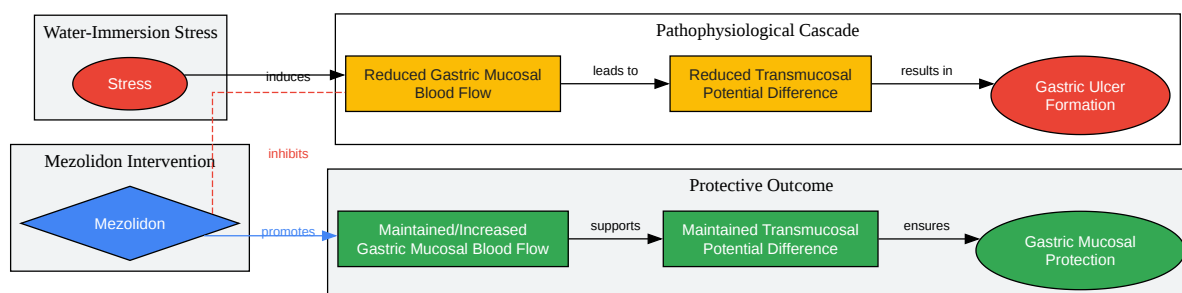 Water-Immersion Stress
Stress
induces
Pathophysiological Cascade
Reduced Gastric Mucosal
Blood Flow
leads to
Reduced Transmucosal
Potential Difference
results in
Gastric Ulcer
Formation
Mezolidon Intervention
Mezolidon
inhibits
promotes
Protective Outcome
Maintained/Increased
Gastric Mucosal Blood Flow
supports
Maintained Transmucosal
Potential Difference
ensures
Gastric Mucosal
Protection